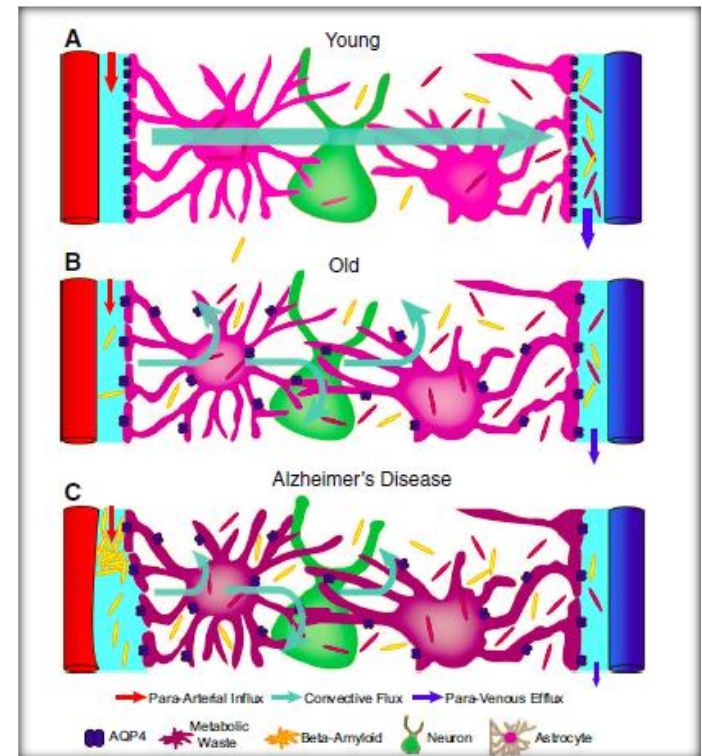 A
Young
B
Old
Alzheimer's Disease
C
Para-Arterial Influx Convective Flux Para-Venous Efflux
AQP4 Metabolic Waste Beta-Amyloid Neuron Astrocyte